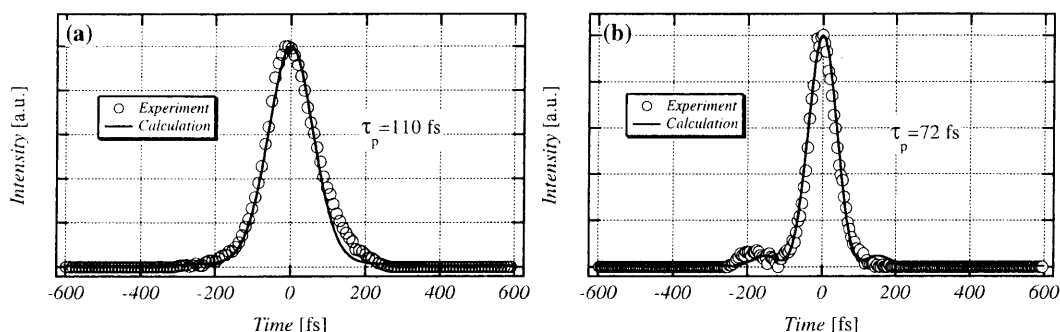 (a)
Intensity [a.u.]
Experiment
Calculation
τp=110 fs
-600 -400 -200 0 200 400 600
Time [fs]
(b)
Intensity [a.u.]
Experiment
Calculation
τp=72 fs
-600 -400 -200 0 200 400 600
Time [fs]